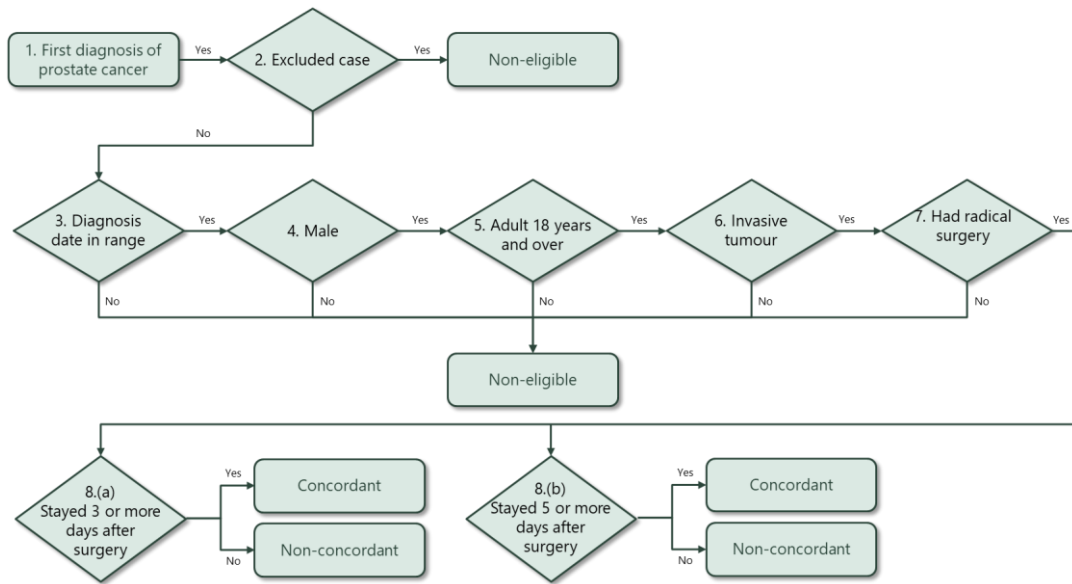 1. First diagnosis of
prostate cancer
Yes
2. Excluded case
Yes
Non-eligible
No
3. Diagnosis
date in range
Yes
4. Male
Yes
5. Adult 18 years
and over
Yes
6. Invasive
tumour
Yes
7. Had radical
surgery
Yes
No
No
No
No
No
Non-eligible
8.(a)
Stayed 3 or more
days after
surgery
Yes
Concordant
No
Non-concordant
8.(b)
Stayed 5 or more
days after
surgery
Yes
Concordant
No
Non-concordant